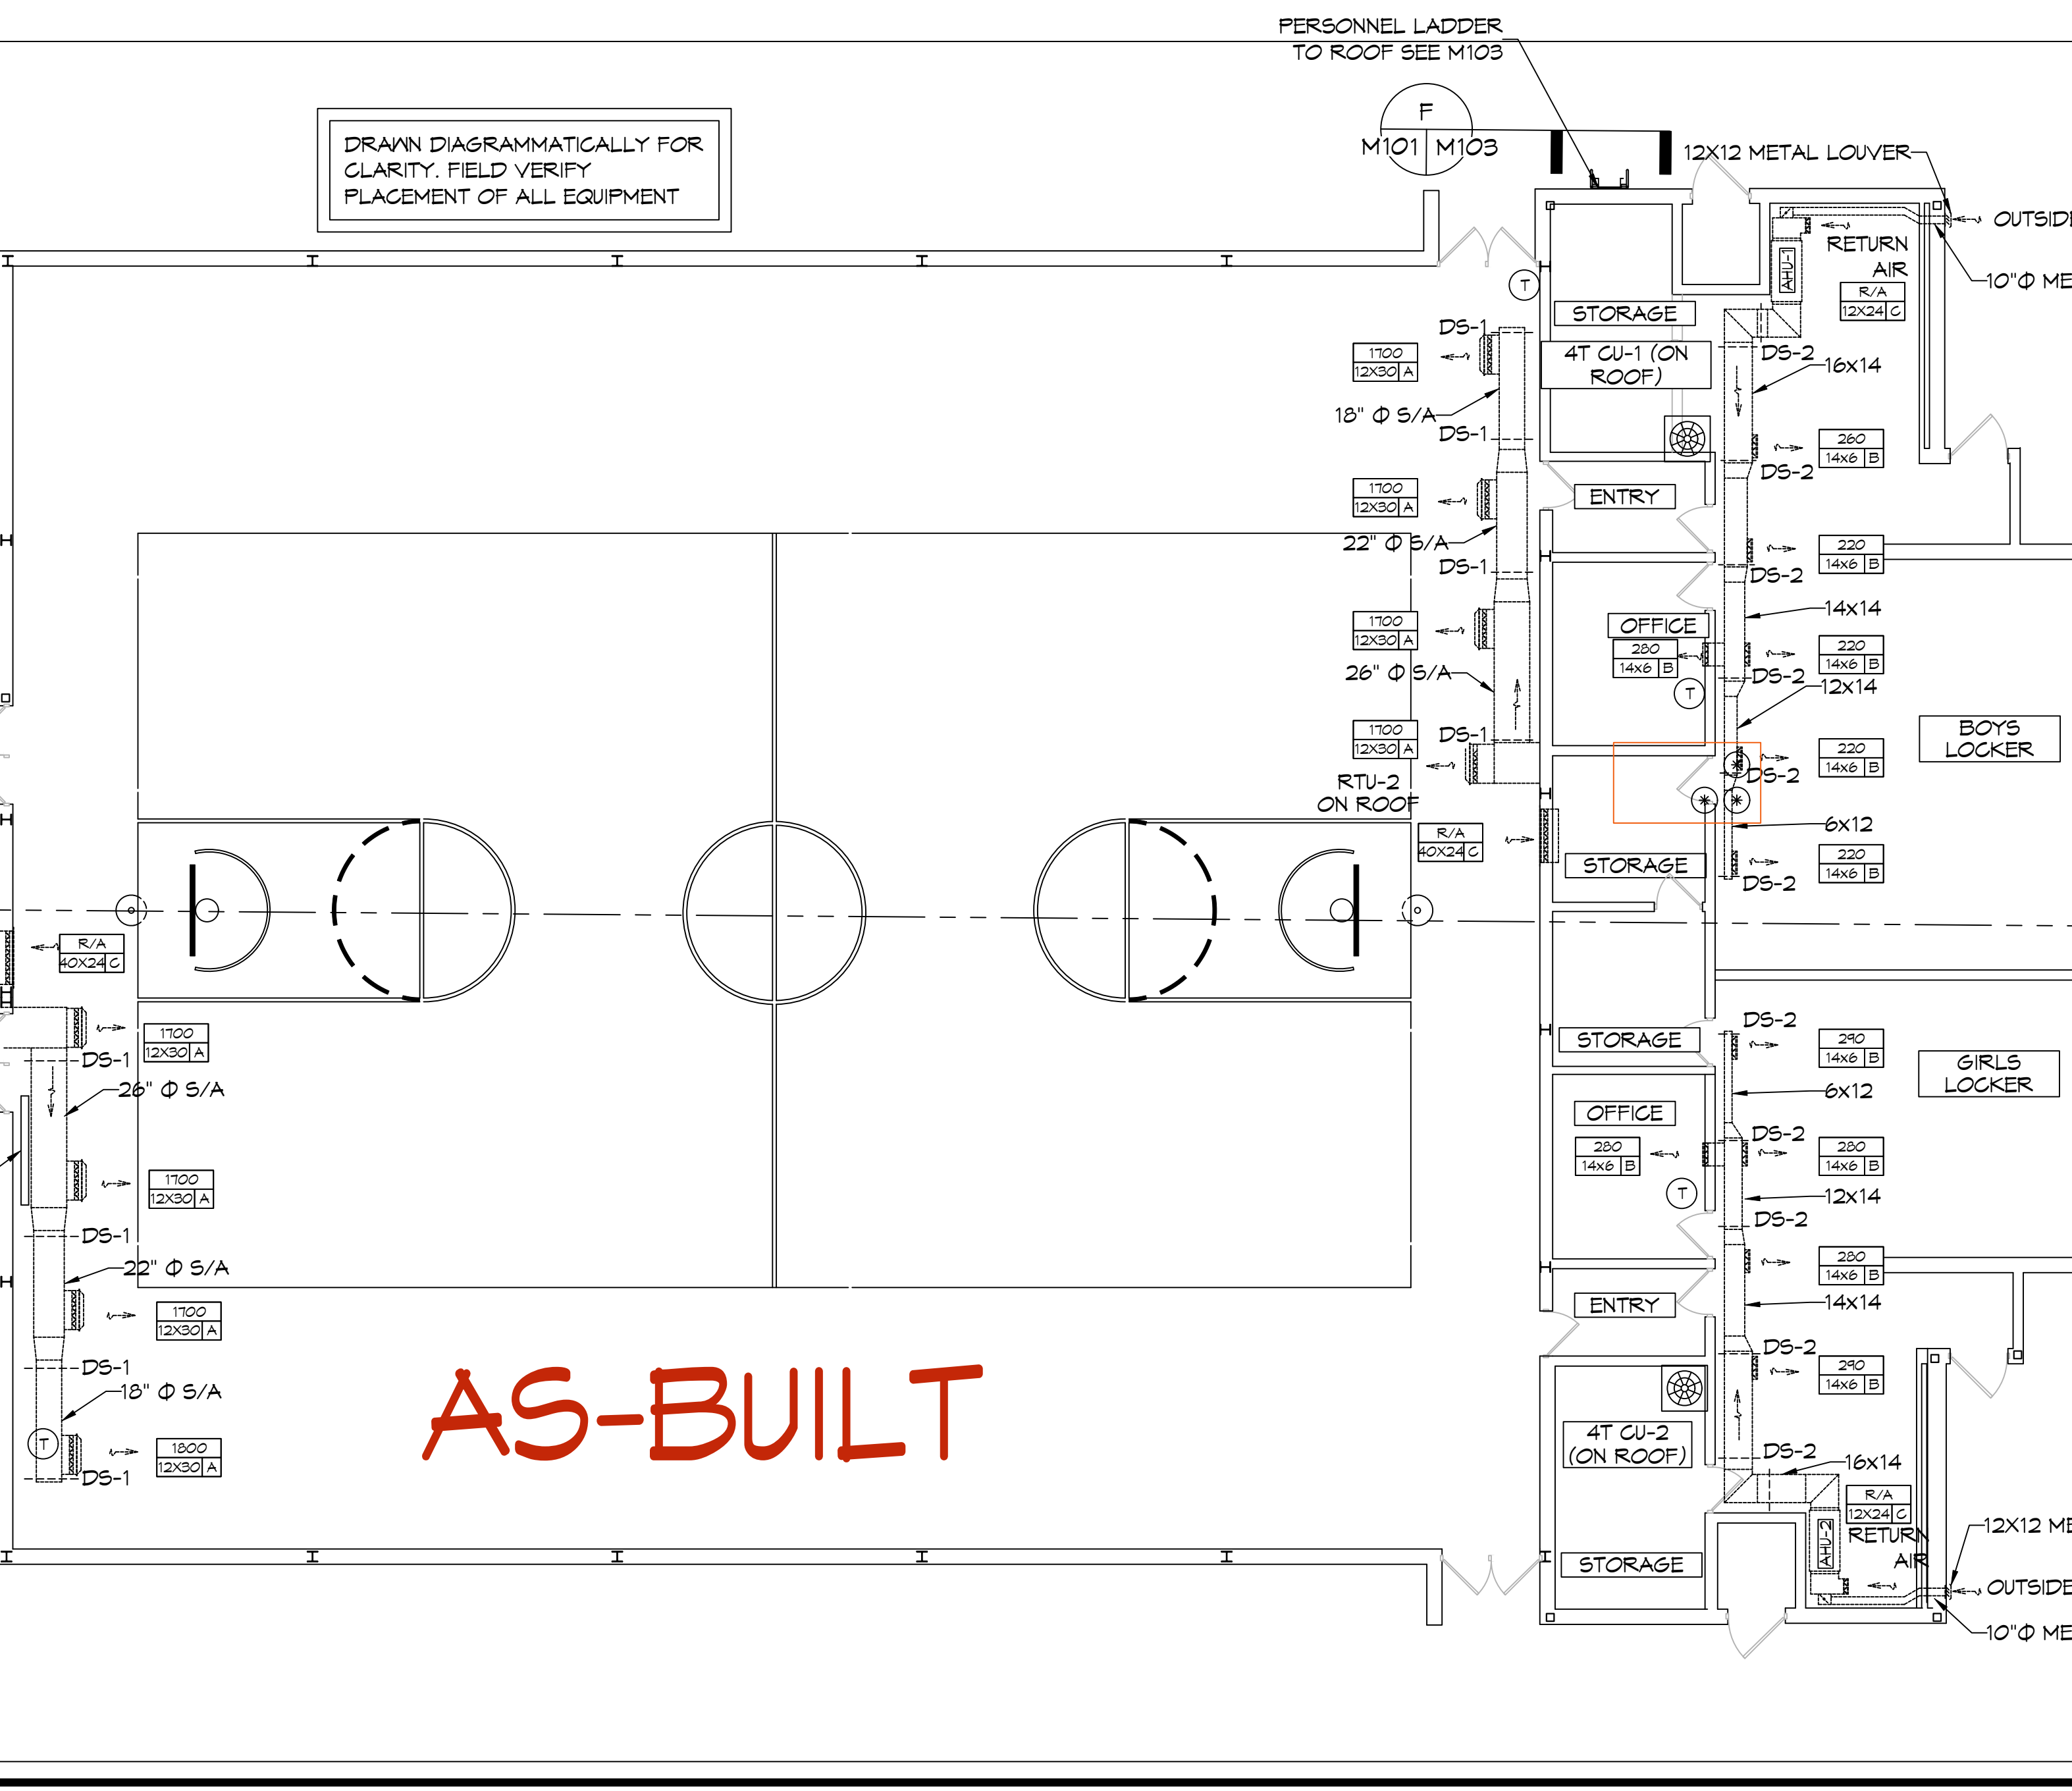 PERSONNEL LADDER
TO ROOF SEE M103
F
M101 M103
12X12 METAL LOUVER
DRAWN DIAGRAMMATICALLY FOR
CLARITY. FIELD VERIFY
PLACEMENT OF ALL EQUIPMENT
OUTSIDE
RETURN
AIR
AHU-1
10"Φ ME
R/A
12X24 C
T
STORAGE
DS-1
4T CU-1 (ON
ROOF)
DS-2
16x14
1700
12X30 A
18" Φ S/A
DS-1
260
14x6 B
DS-2
1700
12X30 A
ENTRY
22" Φ S/A
220
14x6 B
DS-1
DS-2
14x14
1700
12X30 A
OFFICE
280
14x6 B
220
14x6 B
26" Φ S/A
T
DS-2
12x14
1700
12X30 A
DS-1
BOYS
LOCKER
220
14x6 B
DS-2
RTU-2
ON ROOF
R/A
40X24 C
6x12
STORAGE
220
14x6 B
DS-2
R/A
40X24 C
1700
12X30 A
DS-1
DS-2
STORAGE
290
14x6 B
GIRLS
LOCKER
26" Φ S/A
6x12
OFFICE
DS-2
280
14x6 B
280
14x6 B
1700
12X30 A
T
12x14
DS-1
DS-2
22" Φ S/A
280
14x6 B
ENTRY
14x14
1700
12X30 A
DS-1
DS-2
18" Φ S/A
290
14x6 B
AS-BUILT
4T CU-2
(ON ROOF)
T
1800
12X30 A
DS-1
DS-2
16x14
R/A
12X24 C
AHU-2
RETURN
AIR
12X12 ME
STORAGE
OUTSIDE
10"Φ ME